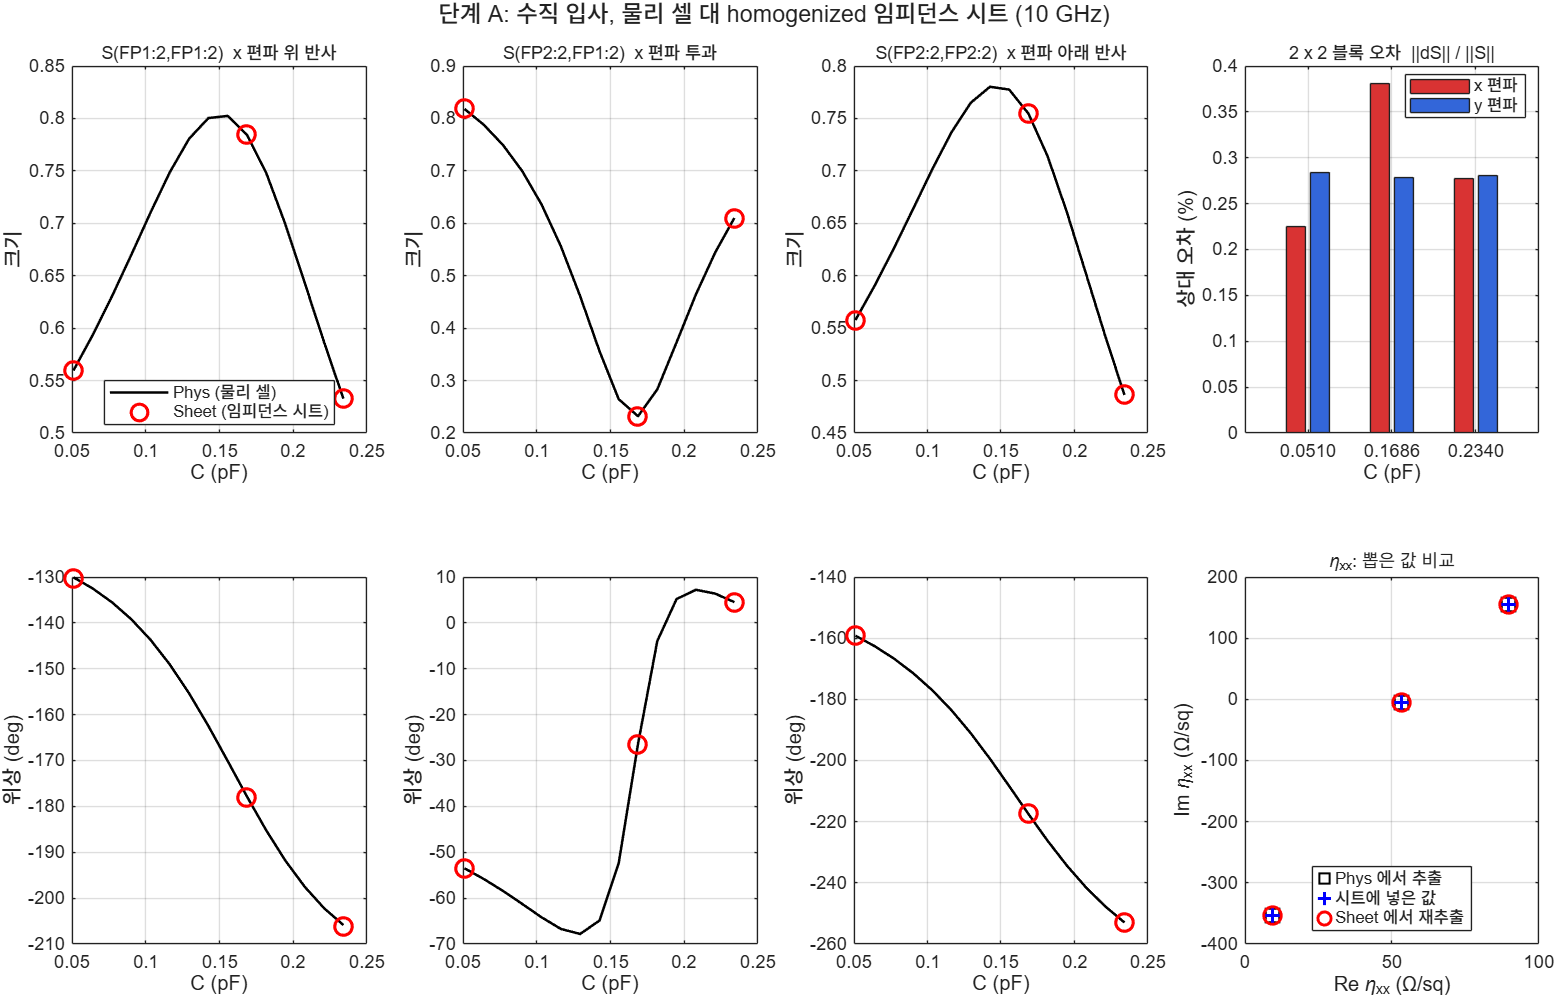 단계 A: 수직 입사, 물리 셀 대 homogenized 임피던스 시트 (10 GHz)
S(FP1:2,FP1:2) x 편파 위 반사
0.85
0.8
0.75
0.7
0.65
0.6
0.55
0.5
크기
Phys (물리 셀)
Sheet (임피던스 시트)
0.05 0.1 0.15 0.2 0.25
C (pF)
S(FP2:2,FP1:2) x 편파 투과
0.9
0.8
0.7
0.6
0.5
0.4
0.3
0.2
크기
0.05 0.1 0.15 0.2 0.25
C (pF)
S(FP2:2,FP2:2) x 편파 아래 반사
0.8
0.75
0.7
0.65
0.6
0.55
0.5
0.45
크기
0.05 0.1 0.15 0.2 0.25
C (pF)
2 x 2 블록 오차 ||dS|| / ||S||
0.4
0.35
0.3
0.25
0.2
0.15
0.1
0.05
0
상대 오차 (%)
x 편파
y 편파
0.0510 0.1686 0.2340
C (pF)
-130
-140
-150
-160
-170
-180
-190
-200
-210
위상 (deg)
0.05 0.1 0.15 0.2 0.25
C (pF)
10
0
-10
-20
-30
-40
-50
-60
-70
위상 (deg)
0.05 0.1 0.15 0.2 0.25
C (pF)
-140
-160
-180
-200
-220
-240
-260
위상 (deg)
0.05 0.1 0.15 0.2 0.25
C (pF)
ηxx: 뽑은 값 비교
200
100
0
-100
-200
-300
-400
Im ηxx (Ω/sq)
Phys 에서 추출
시트에 넣은 값
Sheet 에서 재추출
0 50 100
Re ηxx (Ω/sq)